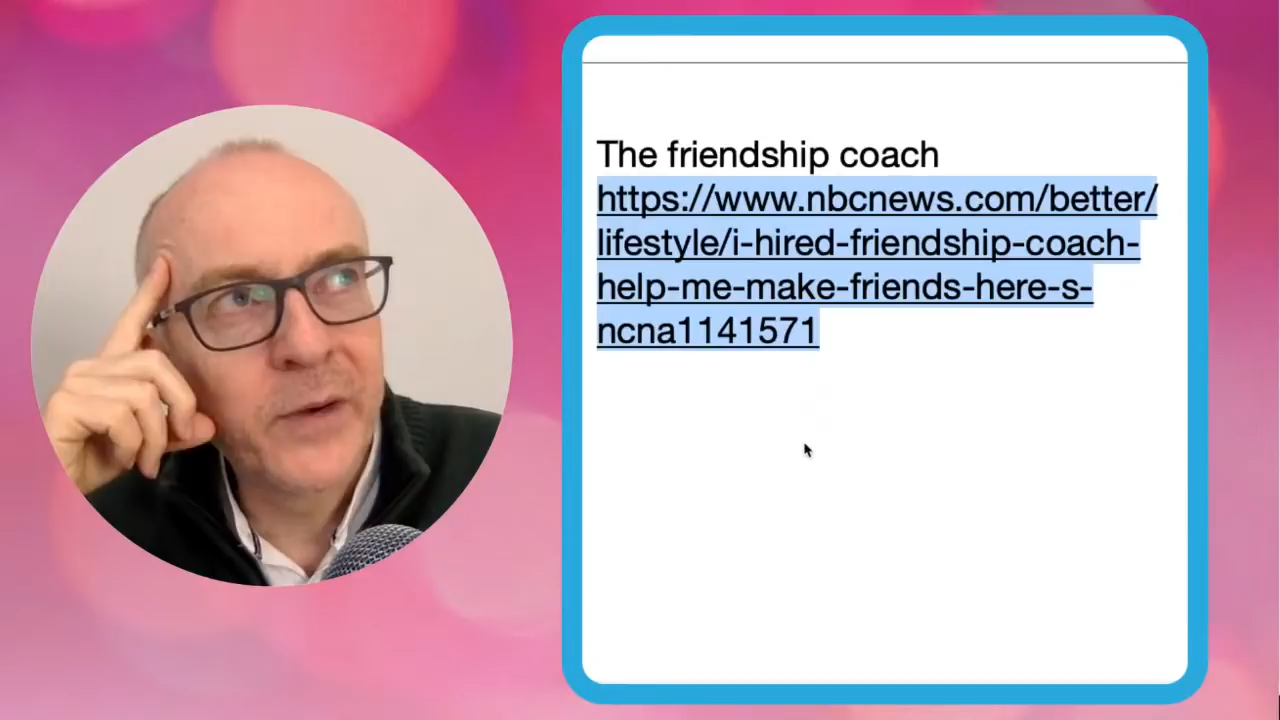 The friendship coach
https://www.nbcnews.com/better/
lifestyle/i-hired-friendship-coach-
help-me-make-friends-here-s-
ncna1141571